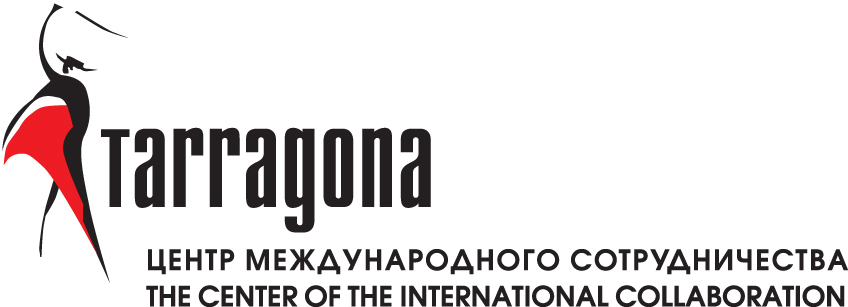 Tarragona
ЦЕНТР МЕЖДУНАРОДНОГО СОТРУДНИЧЕСТВА
THE CENTER OF THE INTERNATIONAL COLLABORATION